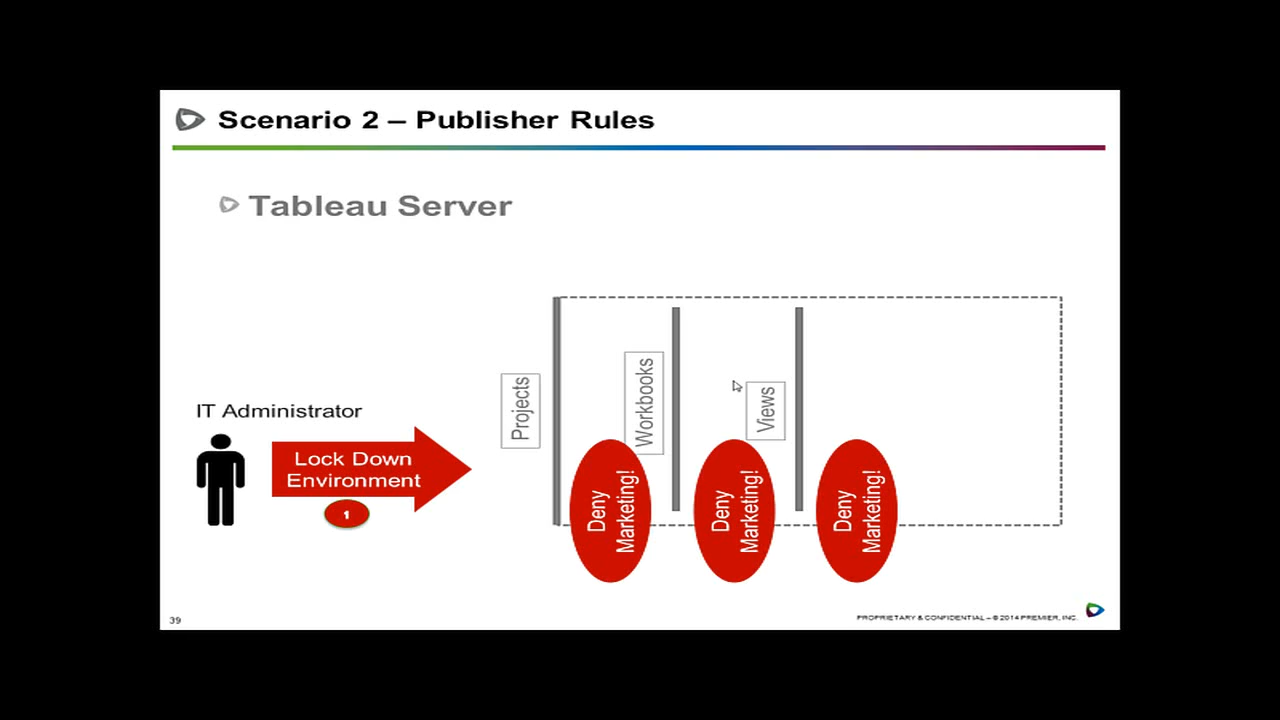 Scenario 2 – Publisher Rules
Tableau Server
IT Administrator
Lock Down
Environment
1
Projects
Workbooks
Views
Deny
Marketing!
Deny
Marketing!
Deny
Marketing!
39
PROPRIETARY & CONFIDENTIAL – © 2014 PREMIER, INC.